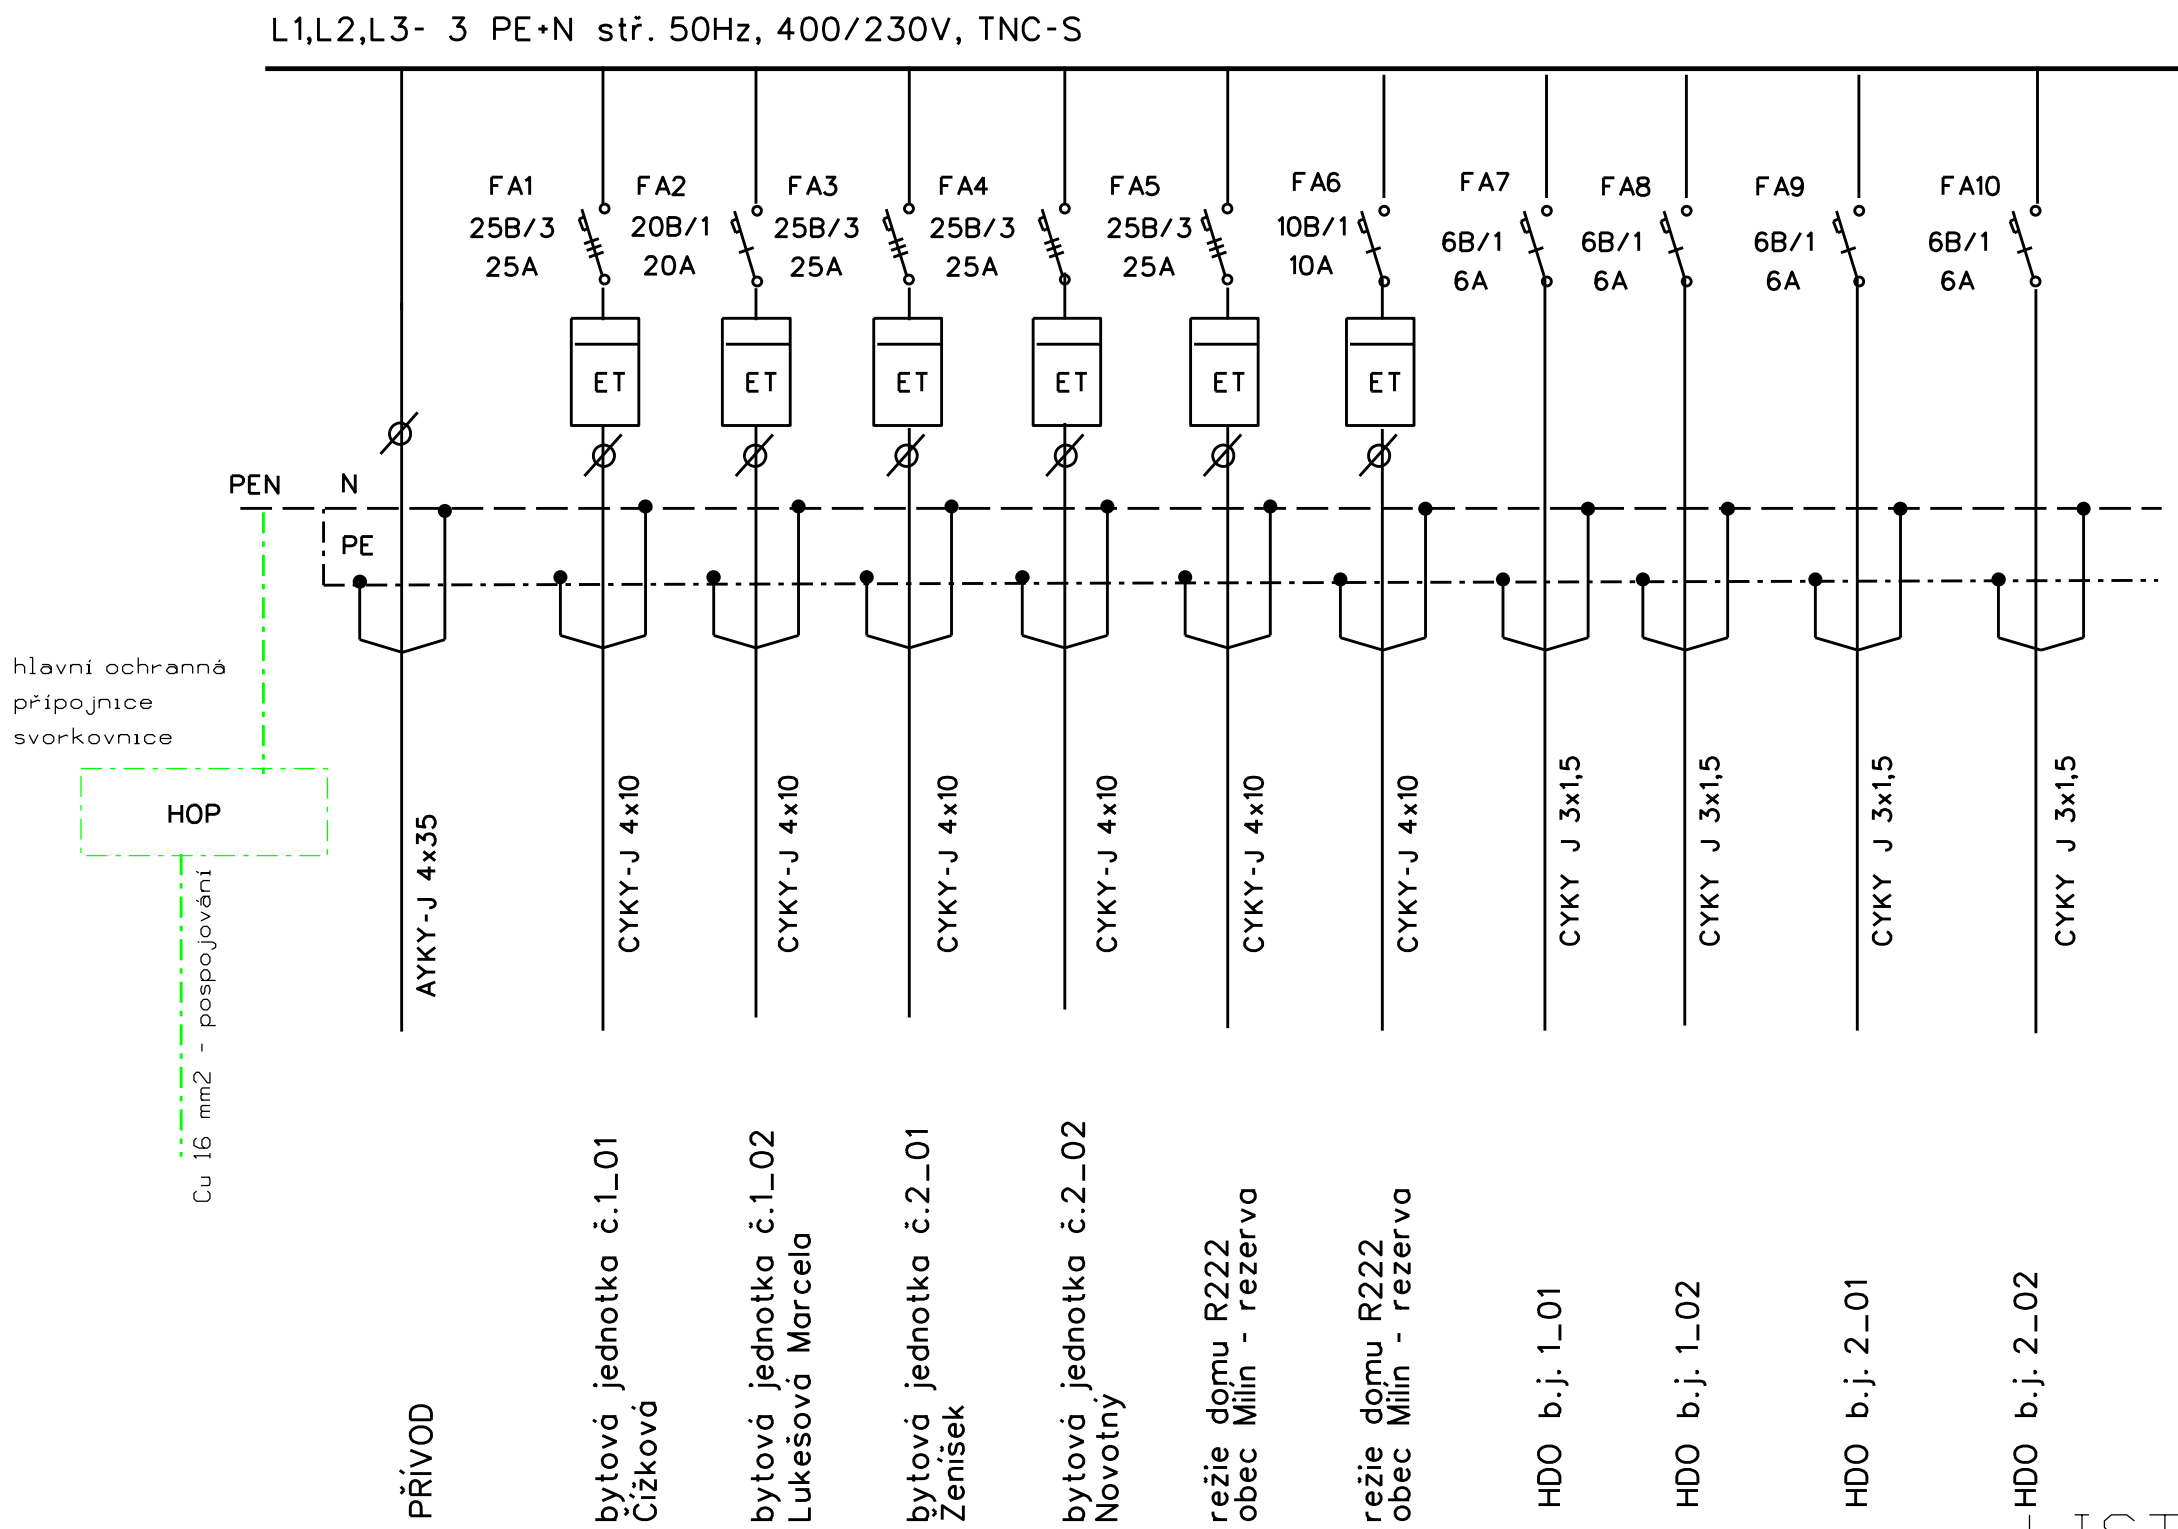 L1,L2,L3- 3 PE+N stř. 50Hz, 400/230V, TNC-S
FA1
25B/3
25A
FA2
20B/1
20A
FA3
25B/3
25A
FA4
25B/3
25A
FA5
25B/3
25A
FA6
10B/1
10A
FA7
6B/1
6A
FA8
6B/1
6A
FA9
6B/1
6A
FA10
6B/1
6A
ET
ET
ET
ET
ET
ET
PEN
N
PE
hlavní ochranná
přípojnice
svorkovnice
HOP
Cu 16 mm2 - pospojování
AYKY-J 4x35
CYKY-J 4x10
CYKY-J 4x10
CYKY-J 4x10
CYKY-J 4x10
CYKY-J 4x10
CYKY-J 4x10
CYKY J 3x1,5
CYKY J 3x1,5
CYKY J 3x1,5
CYKY J 3x1,5
PŘÍVOD
bytová jednotka č.1_01
Čížková
bytová jednotka č.1_02
Lukešová Marcela
bytová jednotka č.2_01
Ženíšek
bytová jednotka č.2_02
Novotný
režie domu R222
obec Milín - rezerva
režie domu R222
obec Milín - rezerva
HDO b.j. 1_01
HDO b.j. 1_02
HDO b.j. 2_01
HDO b.j. 2_02